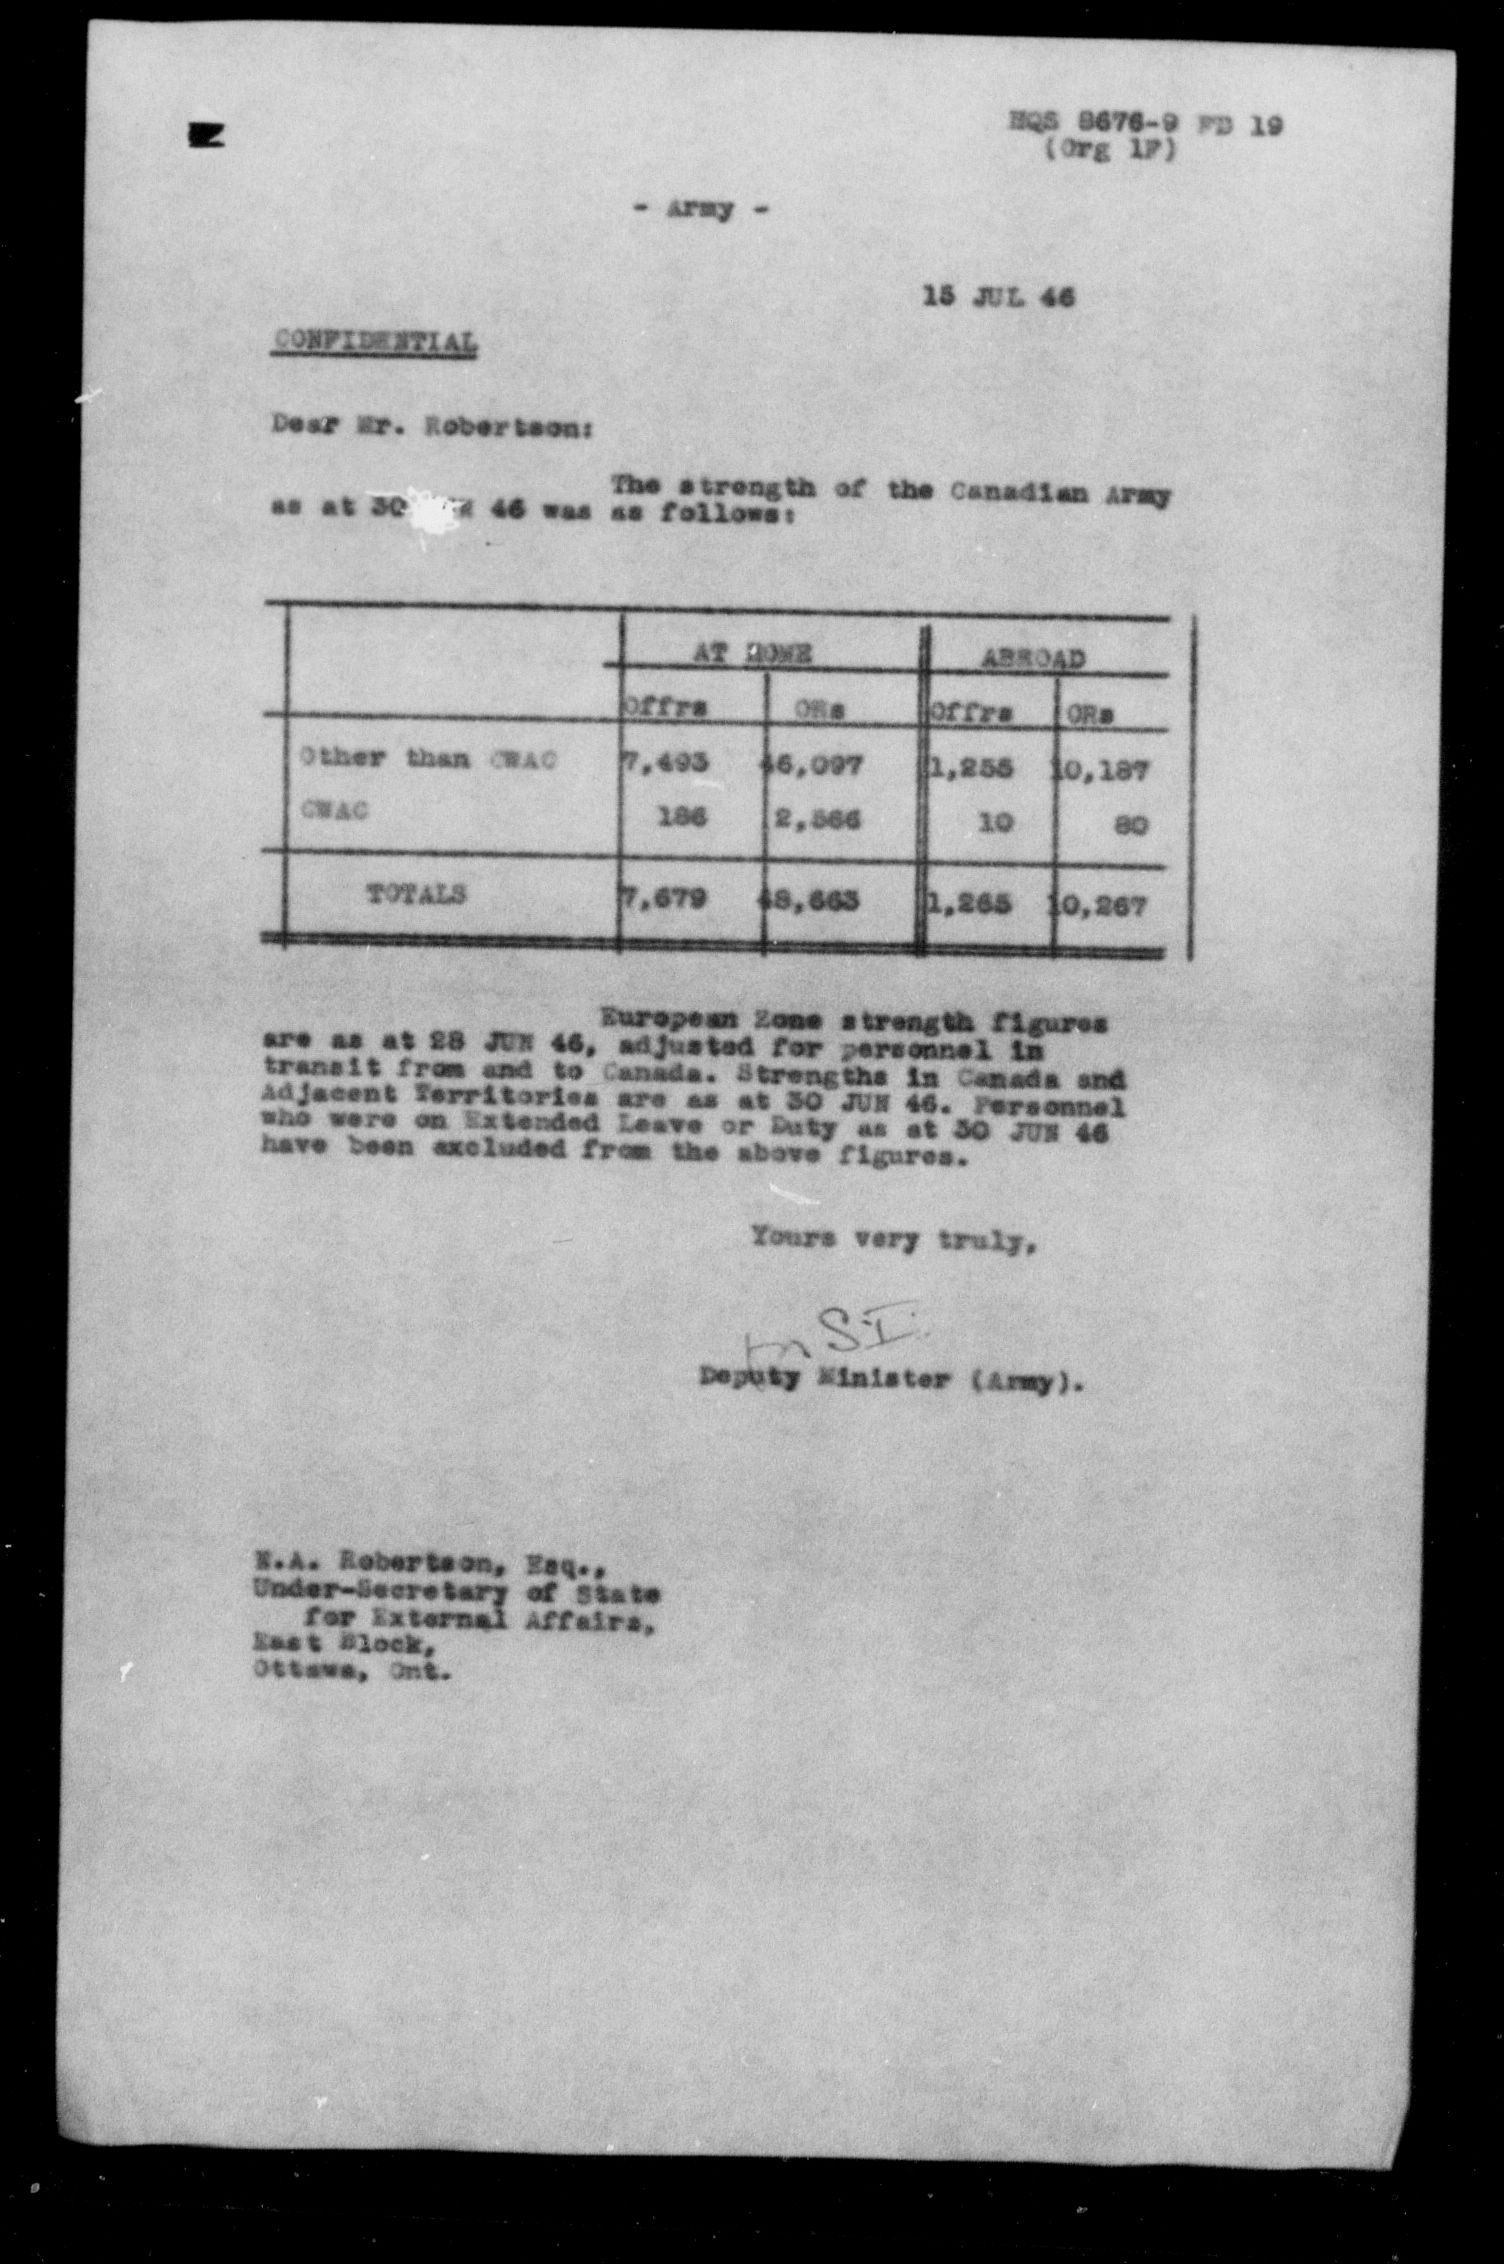 HQS 8676-9 FD 19
(Org 1F)
- Army -
15 JUL 46
CONFIDENTIAL
Dear Mr. Robertson:
The strength of the Canadian Army
as at 30 46 was as follows:
AT HOME ABROAD
Offrs ORs Offrs ORs
Other than CWAC 7,493 46,097 1,255 10,187
CWAC 186 2,566 10 80
TOTALS 7,679 48,663 1,265 10,267
European Zone strength figures
are as at 28 JUN 46, adjusted for personnel in
transit from and to Canada. Strengths in Canada and
Adjacent Territories are as at 30 JUN 46. Personnel
who were on Extended Leave or Duty as at 30 JUN 46
have been excluded from the above figures.
Yours very truly,
Deputy Minister (Army).
N.A. Robertson, Esq.,
Under-Secretary of State
for External Affairs,
East Block,
Ottawa, Ont.